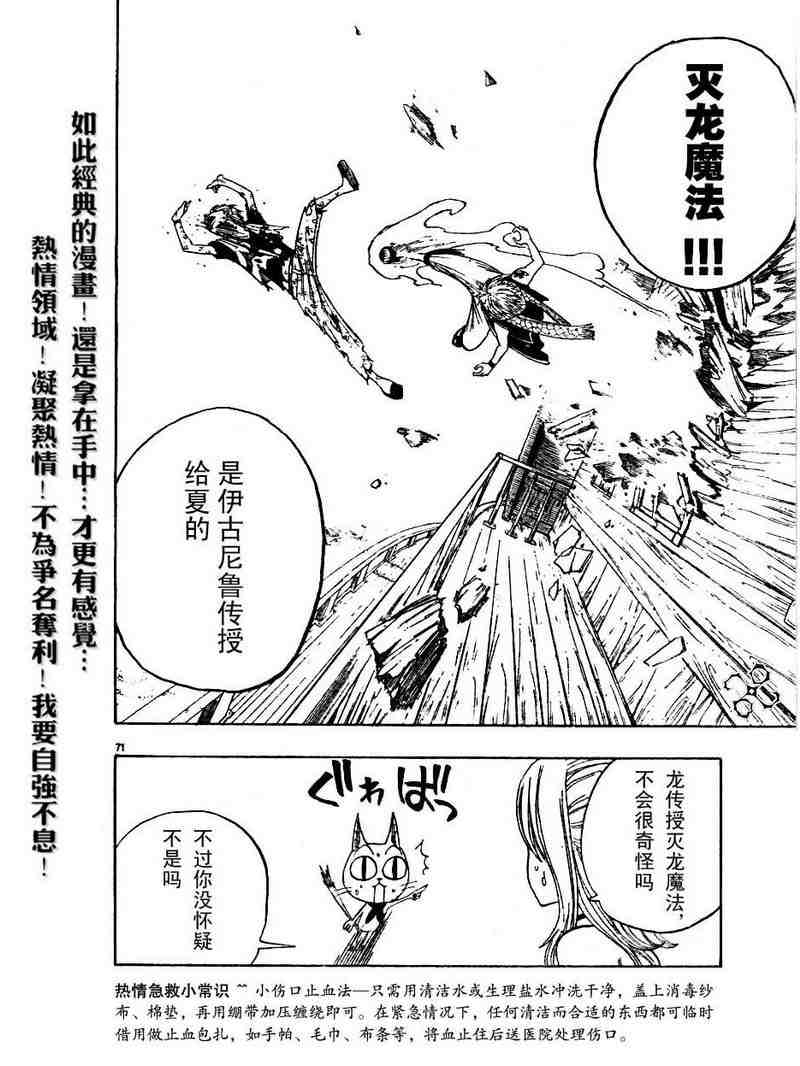 灭龙魔法!!!
是伊古尼鲁传授
给夏的
如此經典的漫畫！還是拿在手中…才更有感覺…
熱情領域！凝聚熱情！不為爭名奪利！我要自強不息！
71
龙传授灭龙魔法,
不会很奇怪吗
ぐわばっ
不过你没怀疑
不是吗
热情急救小常识 ^^ 小伤口止血法—只需用清洁水或生理盐水冲洗干净，盖上消毒纱
布、棉垫，再用绷带加压缠绕即可。在紧急情况下，任何清洁而合适的东西都可临时
借用做止血包扎，如手帕、毛巾、布条等，将血止住后送医院处理伤口。